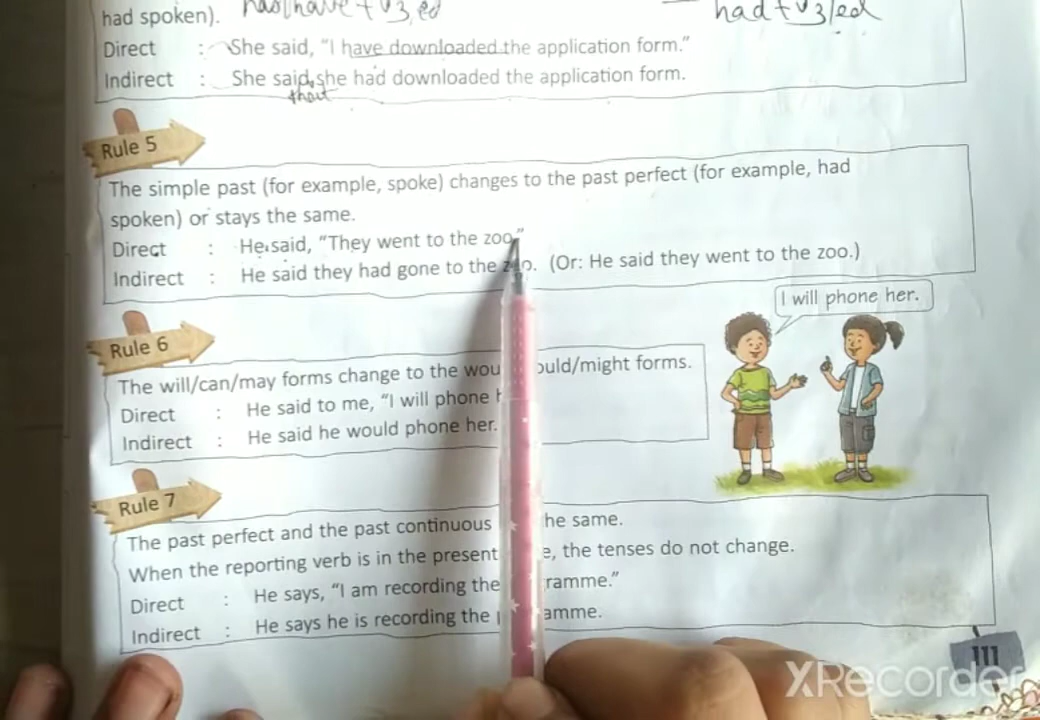 had spoken). has/have + v3, ed
had + v3/ed
Direct : She said, “I have downloaded the application form.”
Indirect : She said, she had downloaded the application form.
that
Rule 5
The simple past (for example, spoke) changes to the past perfect (for example, had
spoken) or stays the same.
Direct : He said, “They went to the zoo”
Indirect : He said they had gone to the zoo. (Or: He said they went to the zoo.)
I will phone her.
Rule 6
The will/can/may forms change to the /might forms.
Direct : He said to me, “I will phone
Indirect : He said he would phone her.
Rule 7
The past perfect and the past continuous the same.
When the reporting verb is in the present , the tenses do not change.
Direct : He says, “I am recording the
Indirect : He says he is recording the
111
XRecorder